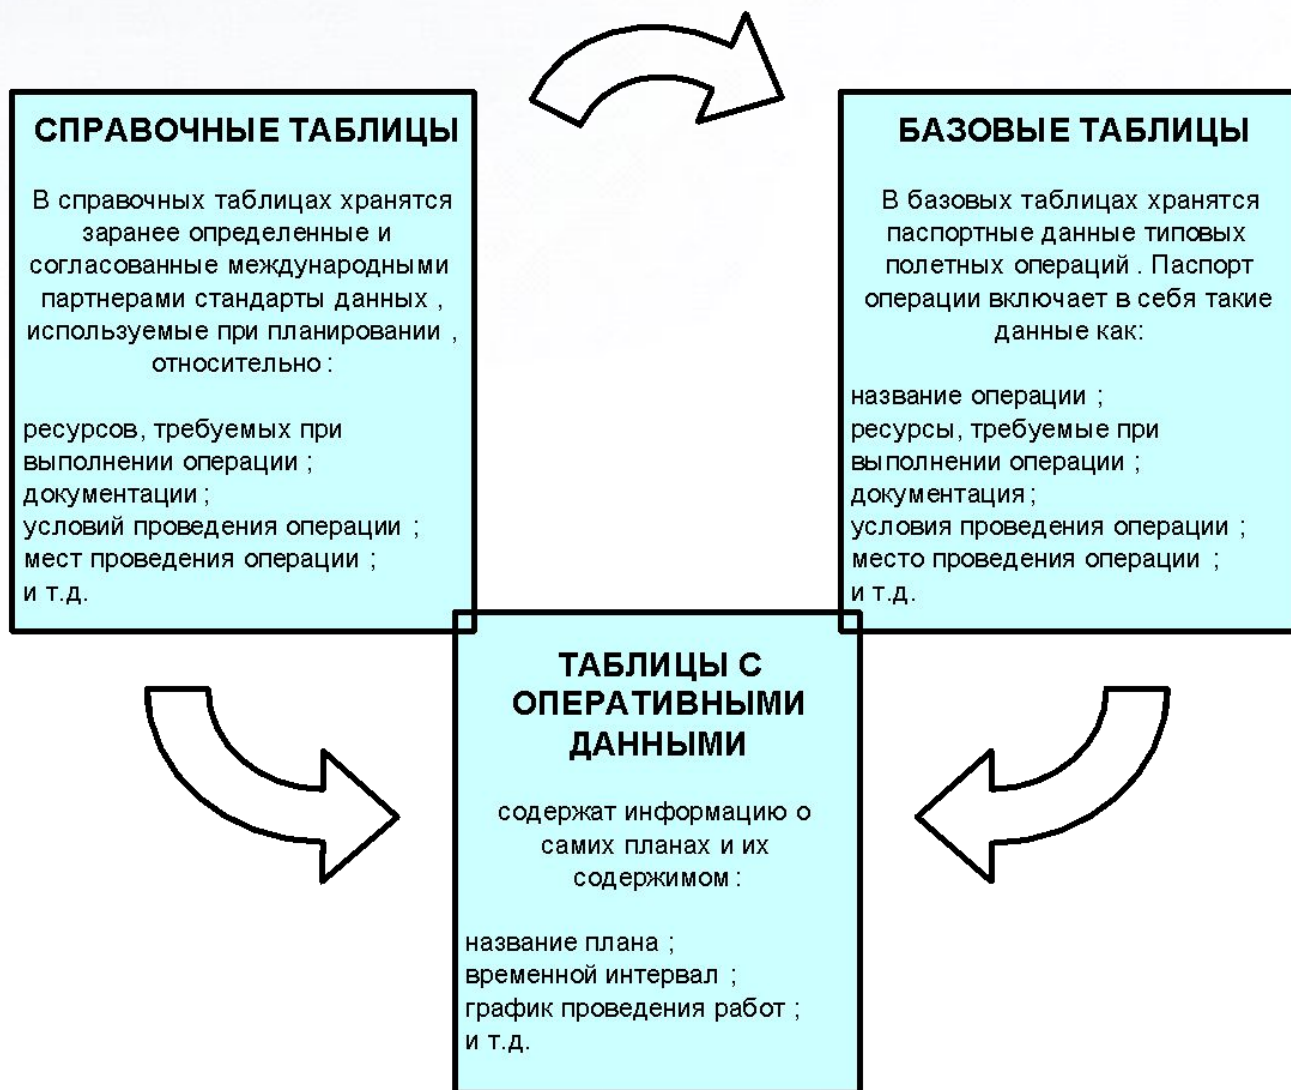 СПРАВОЧНЫЕ ТАБЛИЦЫ
В справочных таблицах хранятся
заранее определенные и
согласованные международными
партнерами стандарты данных ,
используемые при планировании ,
относительно :
ресурсов, требуемых при
выполнении операции ;
документации ;
условий проведения операции ;
мест проведения операции ;
и т.д.
БАЗОВЫЕ ТАБЛИЦЫ
В базовых таблицах хранятся
паспортные данные типовых
полетных операций . Паспорт
операции включает в себя такие
данные как:
название операции ;
ресурсы, требуемые при
выполнении операции ;
документация ;
условия проведения операции ;
место проведения операции ;
и т.д.
ТАБЛИЦЫ С
ОПЕРАТИВНЫМИ
ДАННЫМИ
содержат информацию о
самих планах и их
содержимом :
название плана ;
временной интервал ;
график проведения работ ;
и т.д.